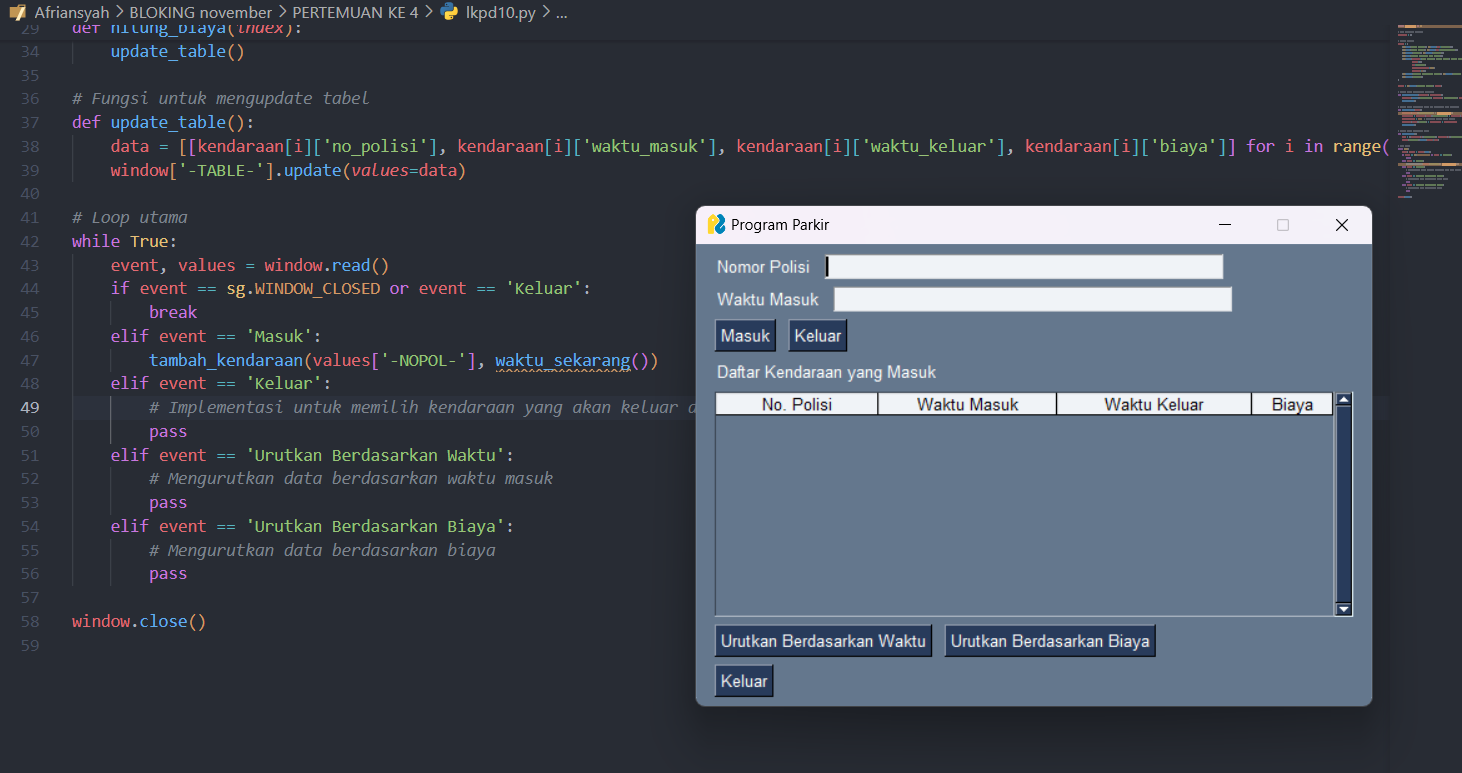 Afriansyah > BLOKING november > PERTEMUAN KE 4 > lkpd10.py > ...
29 def hitung_biaya(index):
34 update_table()
35
36 # Fungsi untuk mengupdate tabel
37 def update_table():
38 data = [[kendaraan[i]['no_polisi'], kendaraan[i]['waktu_masuk'], kendaraan[i]['waktu_keluar'], kendaraan[i]['biaya']] for i in range(
39 window['-TABLE-'].update(values=data)
40
41 # Loop utama
42 while True:
43 event, values = window.read()
44 if event == sg.WINDOW_CLOSED or event == 'Keluar':
45 break
46 elif event == 'Masuk':
47 tambah_kendaraan(values['-NOPOL-'], waktu_sekarang())
48 elif event == 'Keluar':
49 # Implementasi untuk memilih kendaraan yang akan keluar
50 pass
51 elif event == 'Urutkan Berdasarkan Waktu':
52 # Mengurutkan data berdasarkan waktu masuk
53 pass
54 elif event == 'Urutkan Berdasarkan Biaya':
55 # Mengurutkan data berdasarkan biaya
56 pass
57
58 window.close()
59
Program Parkir
Nomor Polisi
Waktu Masuk
Masuk Keluar
Daftar Kendaraan yang Masuk
No. Polisi Waktu Masuk Waktu Keluar Biaya
Urutkan Berdasarkan Waktu Urutkan Berdasarkan Biaya
Keluar